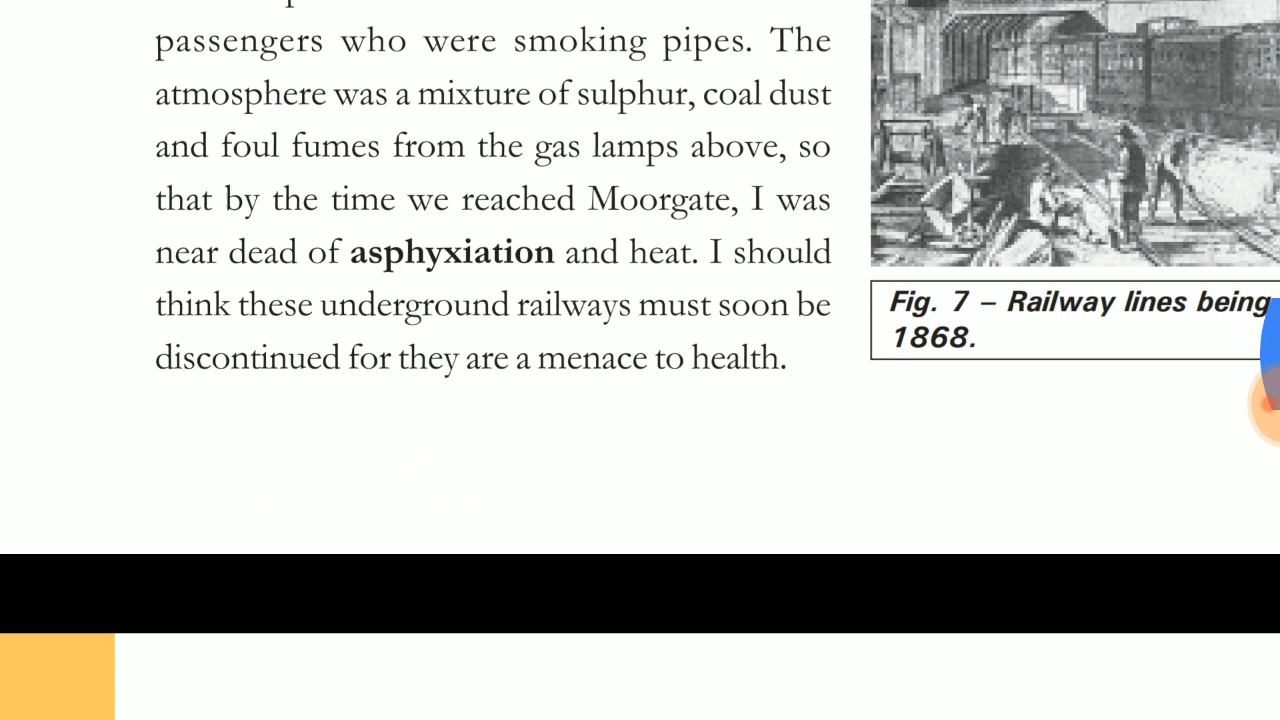 passengers who were smoking pipes. The
atmosphere was a mixture of sulphur, coal dust
and foul fumes from the gas lamps above, so
that by the time we reached Moorgate, I was
near dead of asphyxiation and heat. I should
think these underground railways must soon be
discontinued for they are a menace to health.
Fig. 7 – Railway lines being
1868.